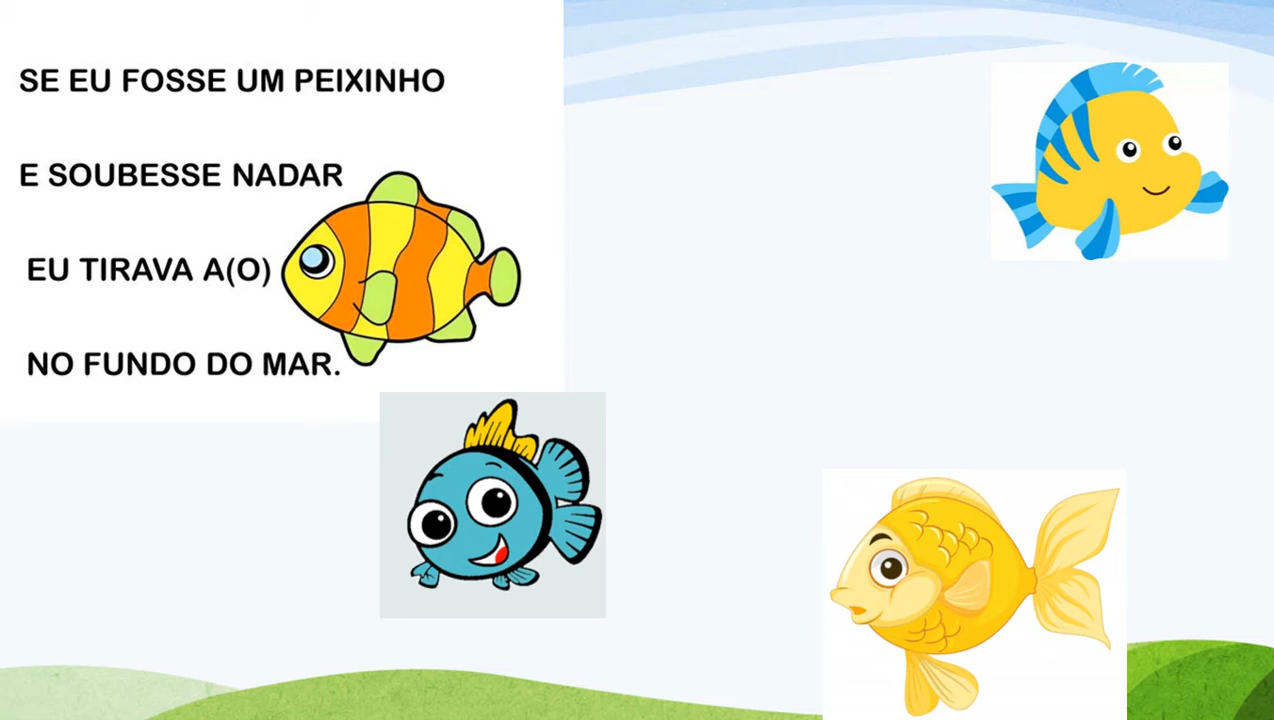 SE EU FOSSE UM PEIXINHO
E SOUBESSE NADAR
EU TIRAVA A(O)
NO FUNDO DO MAR.